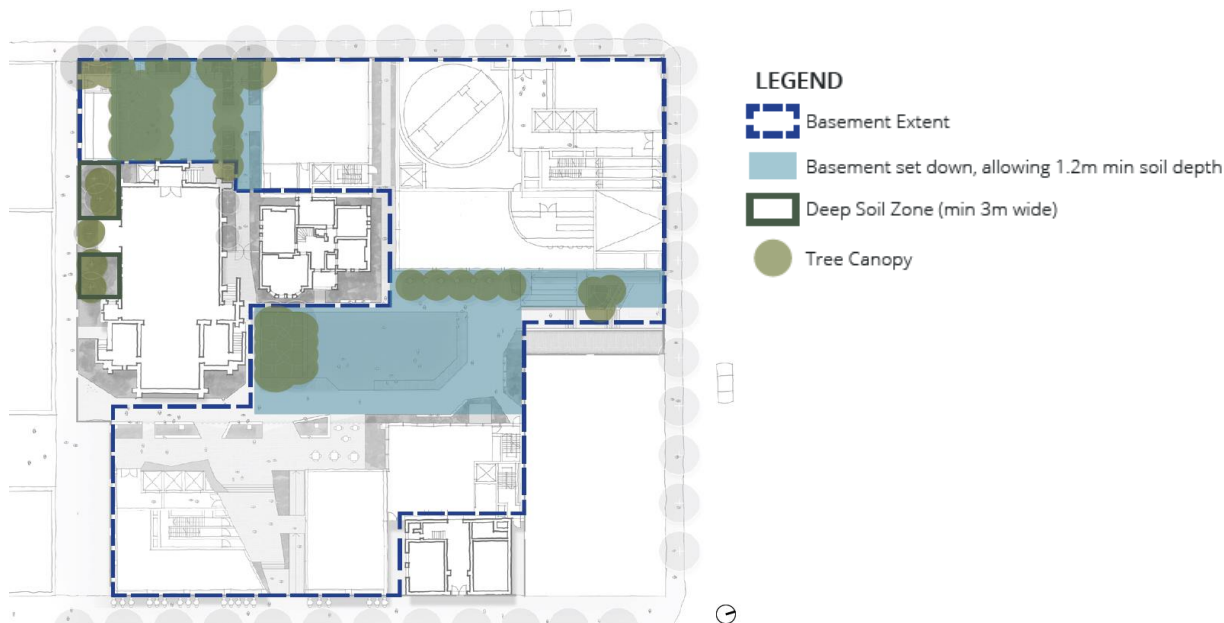 LEGEND
Basement Extent
Basement set down, allowing 1.2m min soil depth
Deep Soil Zone (min 3m wide)
Tree Canopy